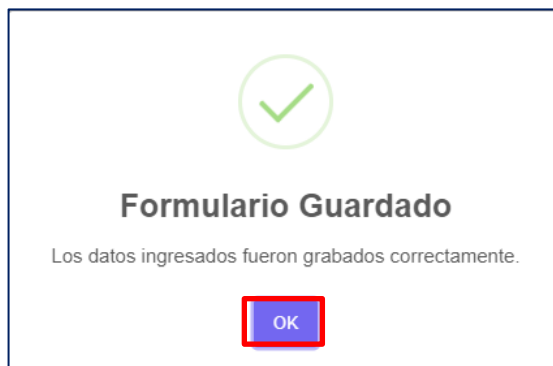 Formulario Guardado
Los datos ingresados fueron grabados correctamente.
OK